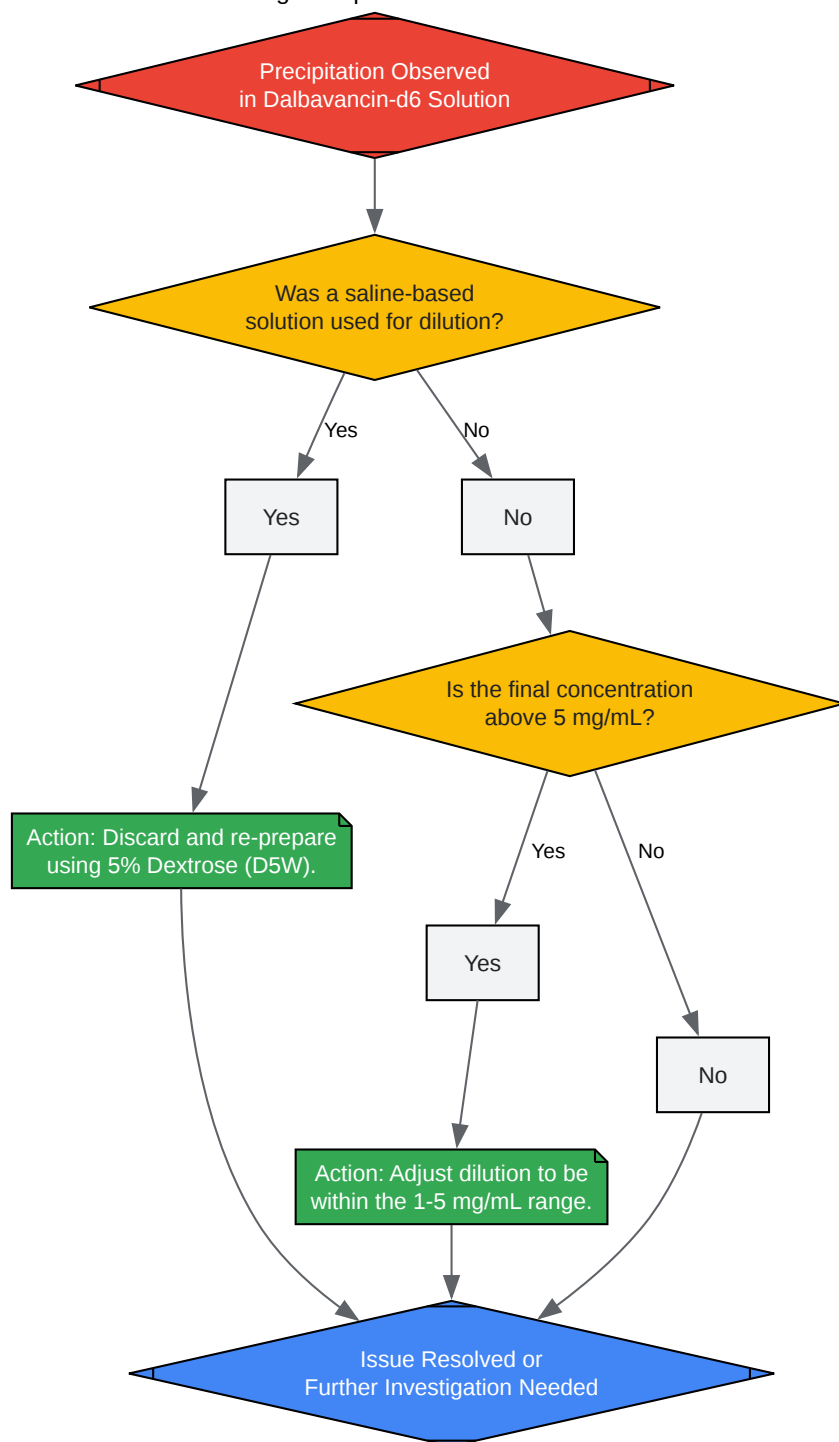 Precipitation Observed
in Dalbavancin-d6 Solution
Was a saline-based
solution used for dilution?
Yes
No
Yes
No
Is the final concentration
above 5 mg/mL?
Action: Discard and re-prepare
using 5% Dextrose (D5W).
Yes
No
Yes
No
Action: Adjust dilution to be
within the 1-5 mg/mL range.
Issue Resolved or
Further Investigation Needed